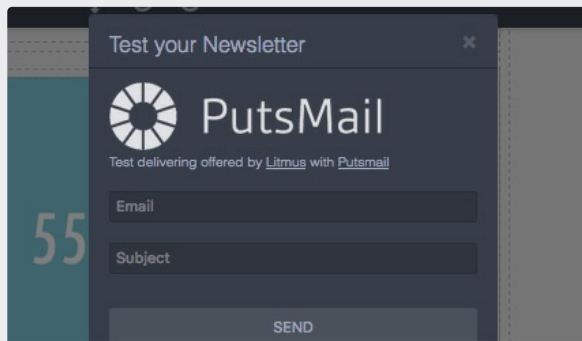 Test your Newsletter ×
PutsMail
Test delivering offered by Litmus with Putsmail
Email
55
Subject
SEND